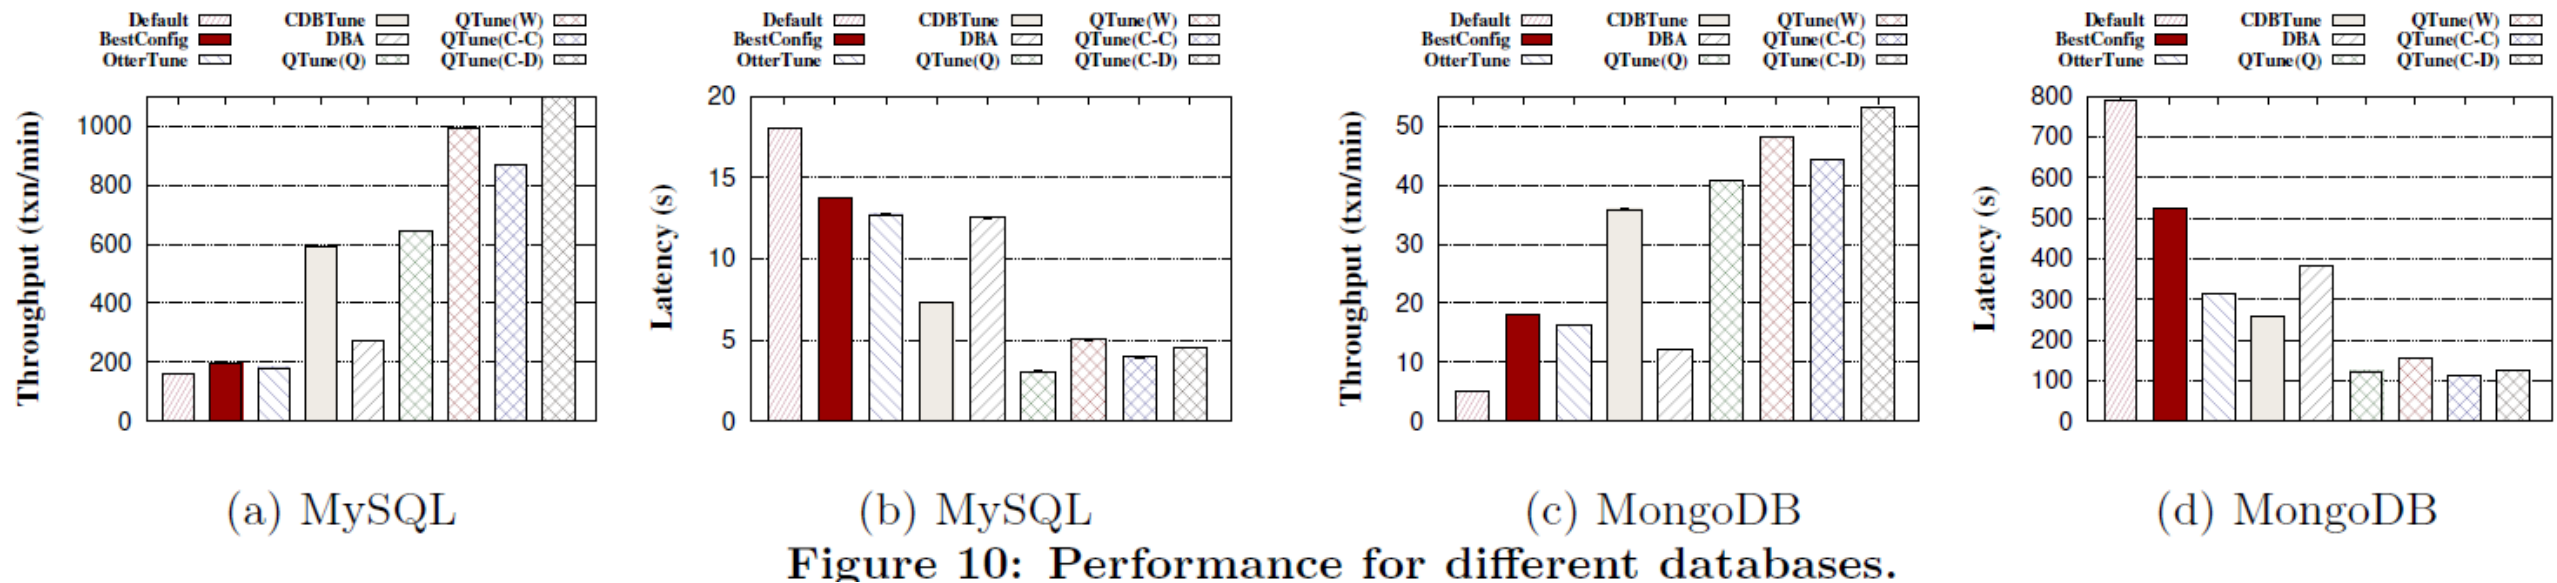 Default CDBTune QTune(W)
BestConfig DBA QTune(C-C)
OtterTune QTune(Q) QTune(C-D)
Throughput (txn/min)
1000
800
600
400
200
0
(a) MySQL
Default CDBTune QTune(W)
BestConfig DBA QTune(C-C)
OtterTune QTune(Q) QTune(C-D)
Latency (s)
20
15
10
5
0
(b) MySQL
Default CDBTune QTune(W)
BestConfig DBA QTune(C-C)
OtterTune QTune(Q) QTune(C-D)
Throughput (txn/min)
50
40
30
20
10
0
(c) MongoDB
Default CDBTune QTune(W)
BestConfig DBA QTune(C-C)
OtterTune QTune(Q) QTune(C-D)
Latency (s)
800
700
600
500
400
300
200
100
0
(d) MongoDB
Figure 10: Performance for different databases.